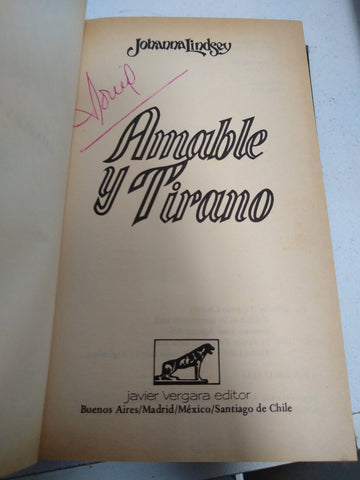 Johanna Lindsey
Amable
y Tirano
javier vergara editor
Buenos Aires/Madrid/México/Santiago de Chile